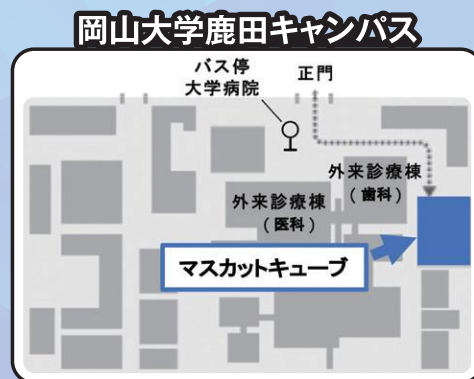 岡山大学鹿田キャンパス
バス停
大学病院
正門
外来診療棟
(歯科)
外来診療棟
(医科)
マスカットキューブ